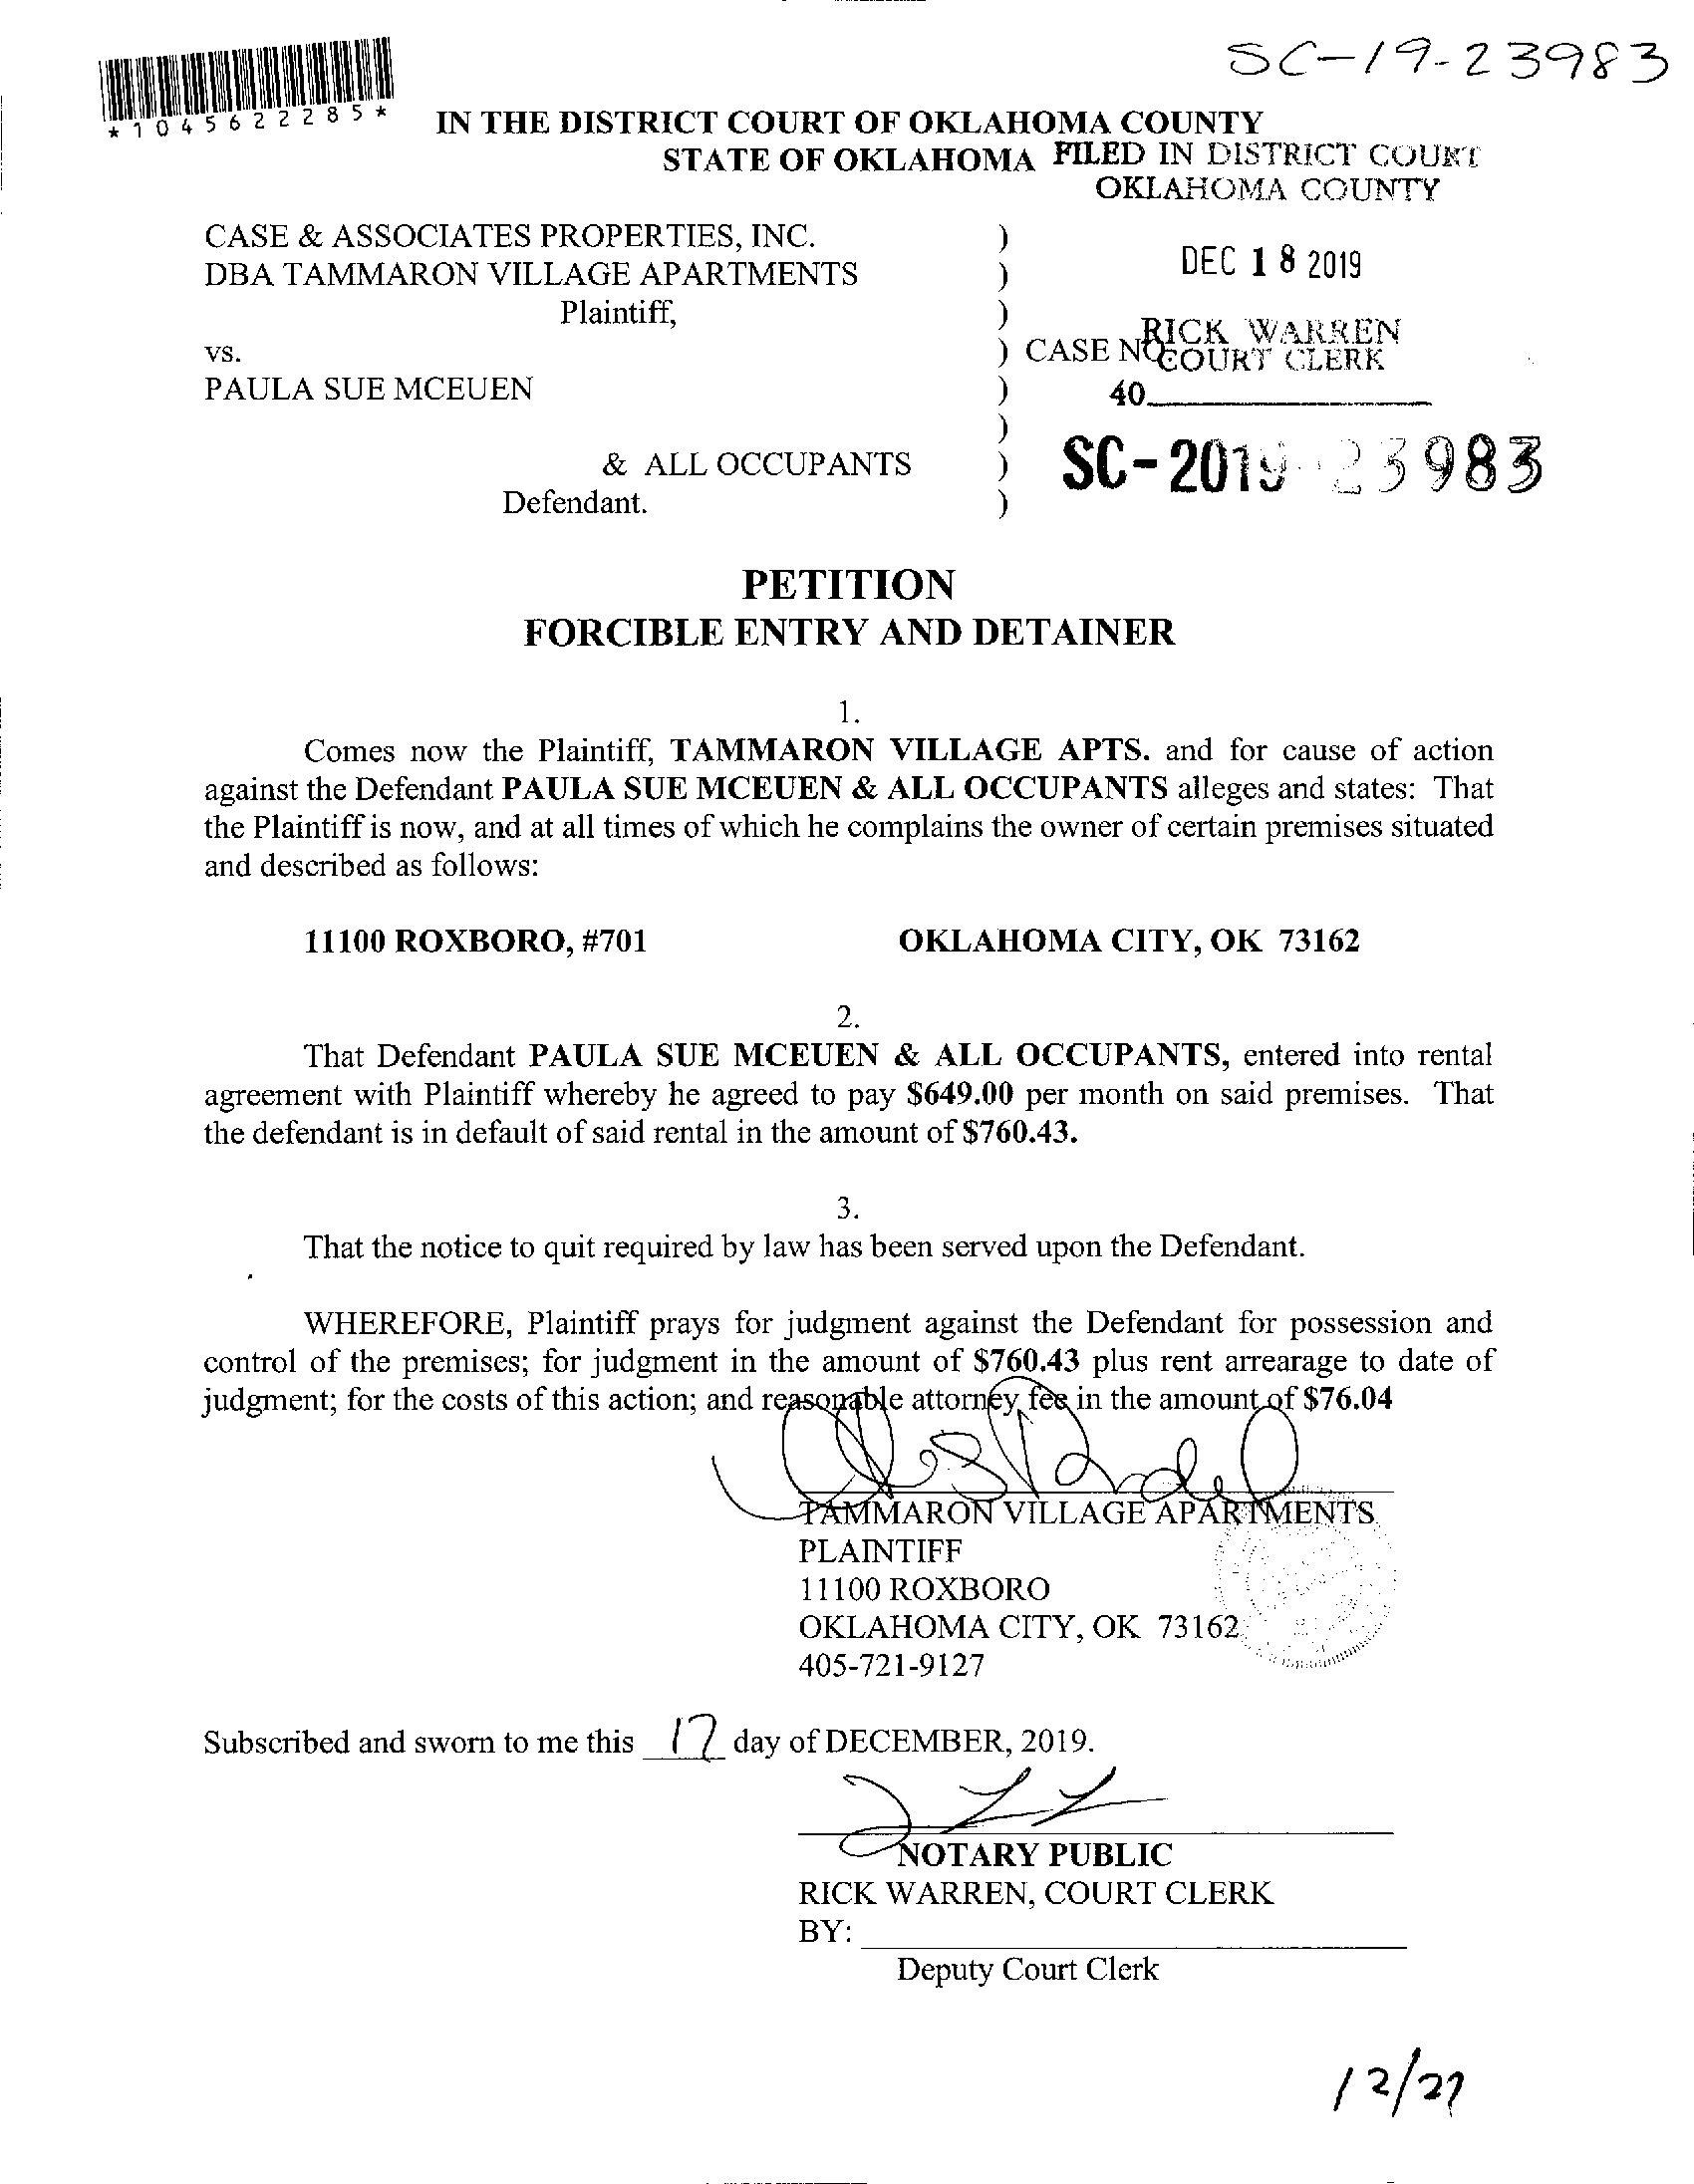 SC-19-23983
*1045622285*
IN THE DISTRICT COURT OF OKLAHOMA COUNTY
STATE OF OKLAHOMA
FILED IN DISTRICT COURT
OKLAHOMA COUNTY
CASE & ASSOCIATES PROPERTIES, INC. )
DBA TAMMARON VILLAGE APARTMENTS )
DEC 18 2019
Plaintiff, )
RICK WARREN
COURT CLERK
vs. ) CASE NO
PAULA SUE MCEUEN )
40
)
& ALL OCCUPANTS )
SC-2019-23983
Defendant. )
PETITION
FORCIBLE ENTRY AND DETAINER
1.
Comes now the Plaintiff, TAMMARON VILLAGE APTS. and for cause of action
against the Defendant PAULA SUE MCEUEN & ALL OCCUPANTS alleges and states: That
the Plaintiff is now, and at all times of which he complains the owner of certain premises situated
and described as follows:
11100 ROXBORO, #701 OKLAHOMA CITY, OK 73162
2.
That Defendant PAULA SUE MCEUEN & ALL OCCUPANTS, entered into rental
agreement with Plaintiff whereby he agreed to pay $649.00 per month on said premises. That
the defendant is in default of said rental in the amount of $760.43.
3.
That the notice to quit required by law has been served upon the Defendant.
WHEREFORE, Plaintiff prays for judgment against the Defendant for possession and
control of the premises; for judgment in the amount of $760.43 plus rent arrearage to date of
judgment; for the costs of this action; and reasonable attorney fee in the amount of $76.04
TAMMARON VILLAGE APARTMENTS
PLAINTIFF
11100 ROXBORO
OKLAHOMA CITY, OK 73162
405-721-9127
Subscribed and sworn to me this 17 day of DECEMBER, 2019.
NOTARY PUBLIC
RICK WARREN, COURT CLERK
BY:
Deputy Court Clerk